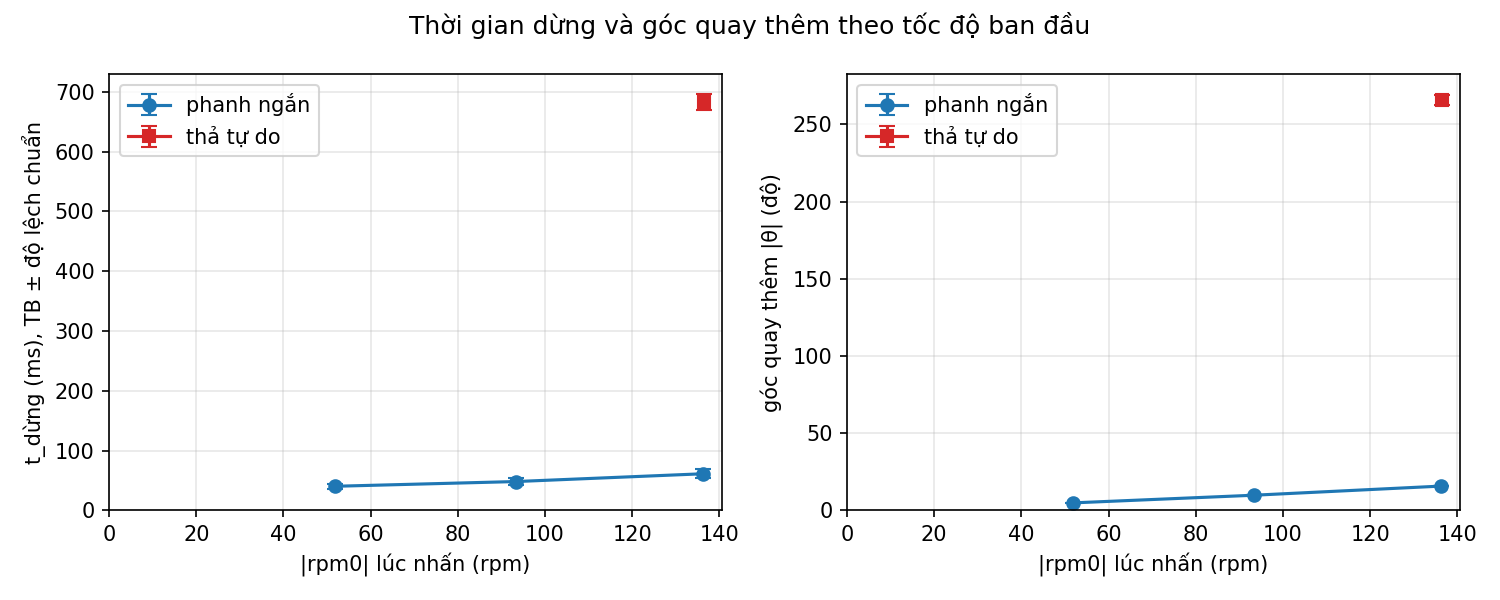 Thời gian dừng và góc quay thêm theo tốc độ ban đầu
t_dừng (ms), TB ± độ lệch chuẩn
700
600
500
400
300
200
100
0
phanh ngắn
thả tự do
0 20 40 60 80 100 120 140
|rpm0| lúc nhấn (rpm)
góc quay thêm |θ| (độ)
250
200
150
100
50
0
phanh ngắn
thả tự do
0 20 40 60 80 100 120 140
|rpm0| lúc nhấn (rpm)